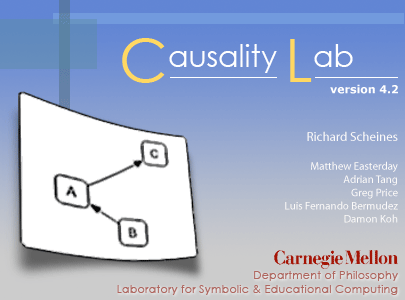 Causality Lab
version 4.2
C
A
B
Richard Scheines
Matthew Easterday
Adrian Tang
Greg Price
Luis Fernando Bermudez
Damon Koh
Carnegie Mellon
Department of Philosophy
Laboratory for Symbolic & Educational Computing